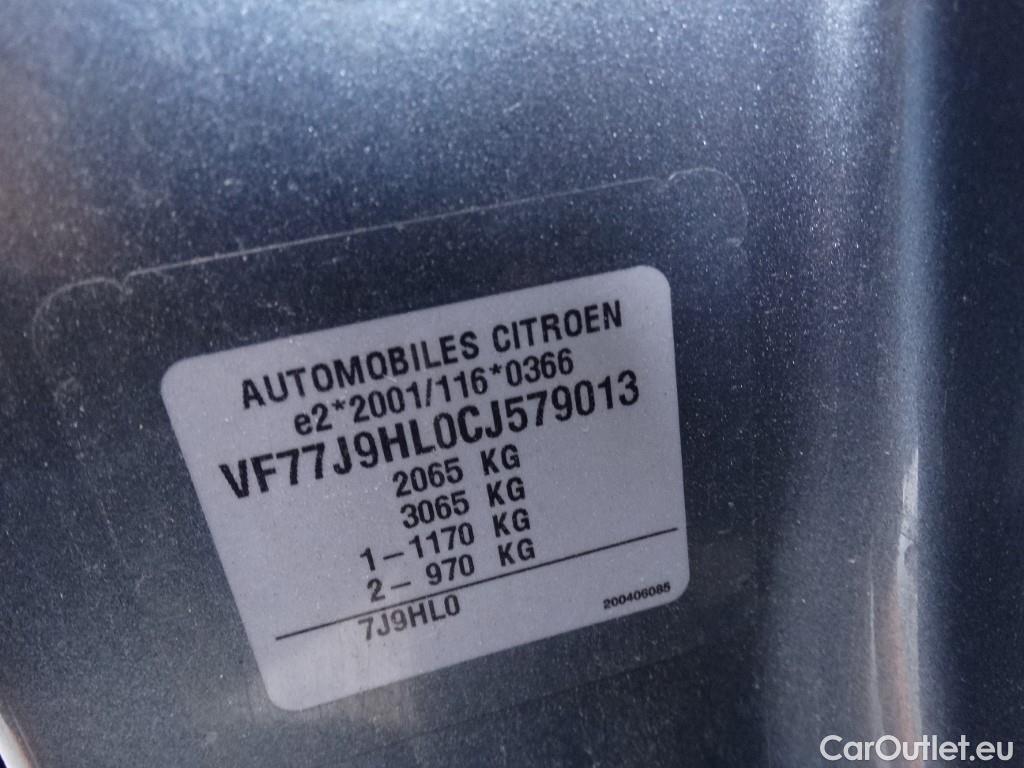 AUTOMOBILES CITROEN
e2*2001/116*0366
VF77J9HL0CJ579013
2065 KG
3065 KG
1-1170 KG
2-970 KG
7J9HL0
200406085
CarOutlet.eu